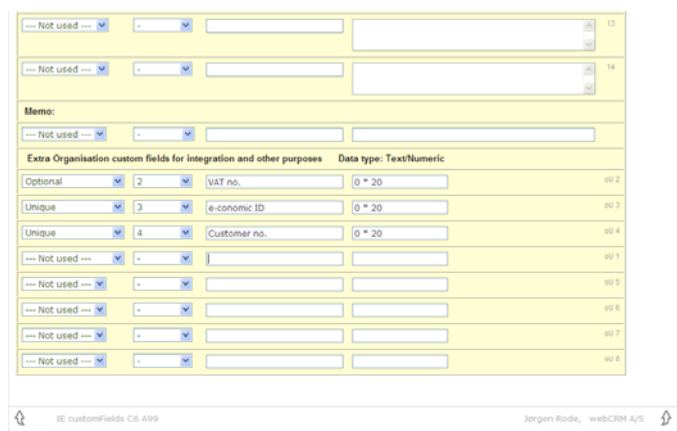 --- Not used --- - 13
--- Not used --- - 14
Memo:
--- Not used --- -
Extra Organisation custom fields for integration and other purposes Data type: Text/Numeric
Optional 2 VAT no. 0 * 20 oU 2
Unique 3 e-conomic ID 0 * 20 oU 3
Unique 4 Customer no. 0 * 20 oU 4
--- Not used --- - oU 1
--- Not used --- - oU 5
--- Not used --- - oU 6
--- Not used --- - oU 7
--- Not used --- - oU 8
IE customFields C6 A99 Jørgen Rode, webCRM A/S